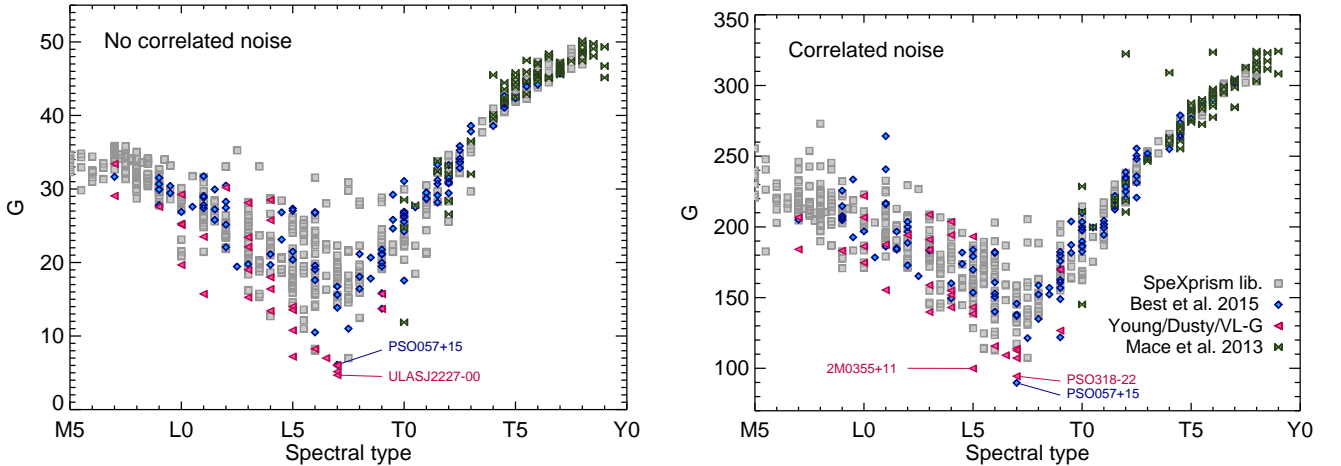 No correlated noise
50
40
30
20
10
0
G
M5 L0 L5 T0 T5 Y0
Spectral type
PSO057+15
ULASJ2227-00
Correlated noise
350
300
250
200
150
100
G
M5 L0 L5 T0 T5 Y0
Spectral type
SpeXprism lib.
Best et al. 2015
Young/Dusty/VL-G
Mace et al. 2013
2M0355+11
PSO318-22
PSO057+15